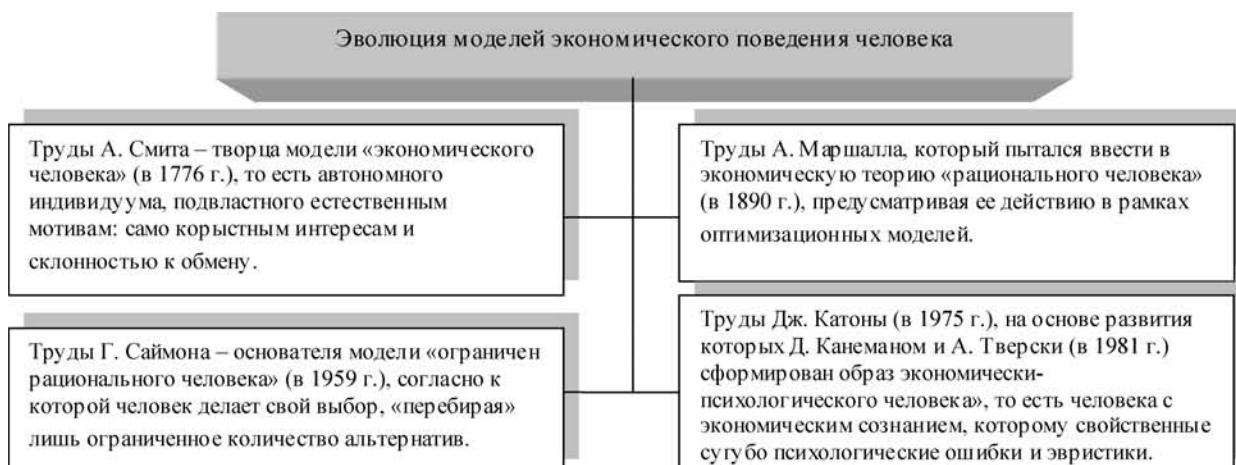 Эволюция моделей экономического поведения человека
Труды А. Смита – творца модели «экономического
человека» (в 1776 г.), то есть автономного
индивидуума, подвластного естественным
мотивам: само корыстным интересам и
склонностью к обмену.
Труды А. Маршалла, который пытался ввести в
экономическую теорию «рационального человека»
(в 1890 г.), предусматривая ее действию в рамках
оптимизационных моделей.
Труды Г. Саймона – основателя модели «ограничен
рационального человека» (в 1959 г.), согласно к
которой человек делает свой выбор, «перебирая»
лишь ограниченное количество альтернатив.
Труды Дж. Катоны (в 1975 г.), на основе развития
которых Д. Канеманом и А. Тверски (в 1981 г.)
сформирован образ экономически-
психологического человека», то есть человека с
экономическим сознанием, которому свойственные
сугубо психологические ошибки и эвристики.